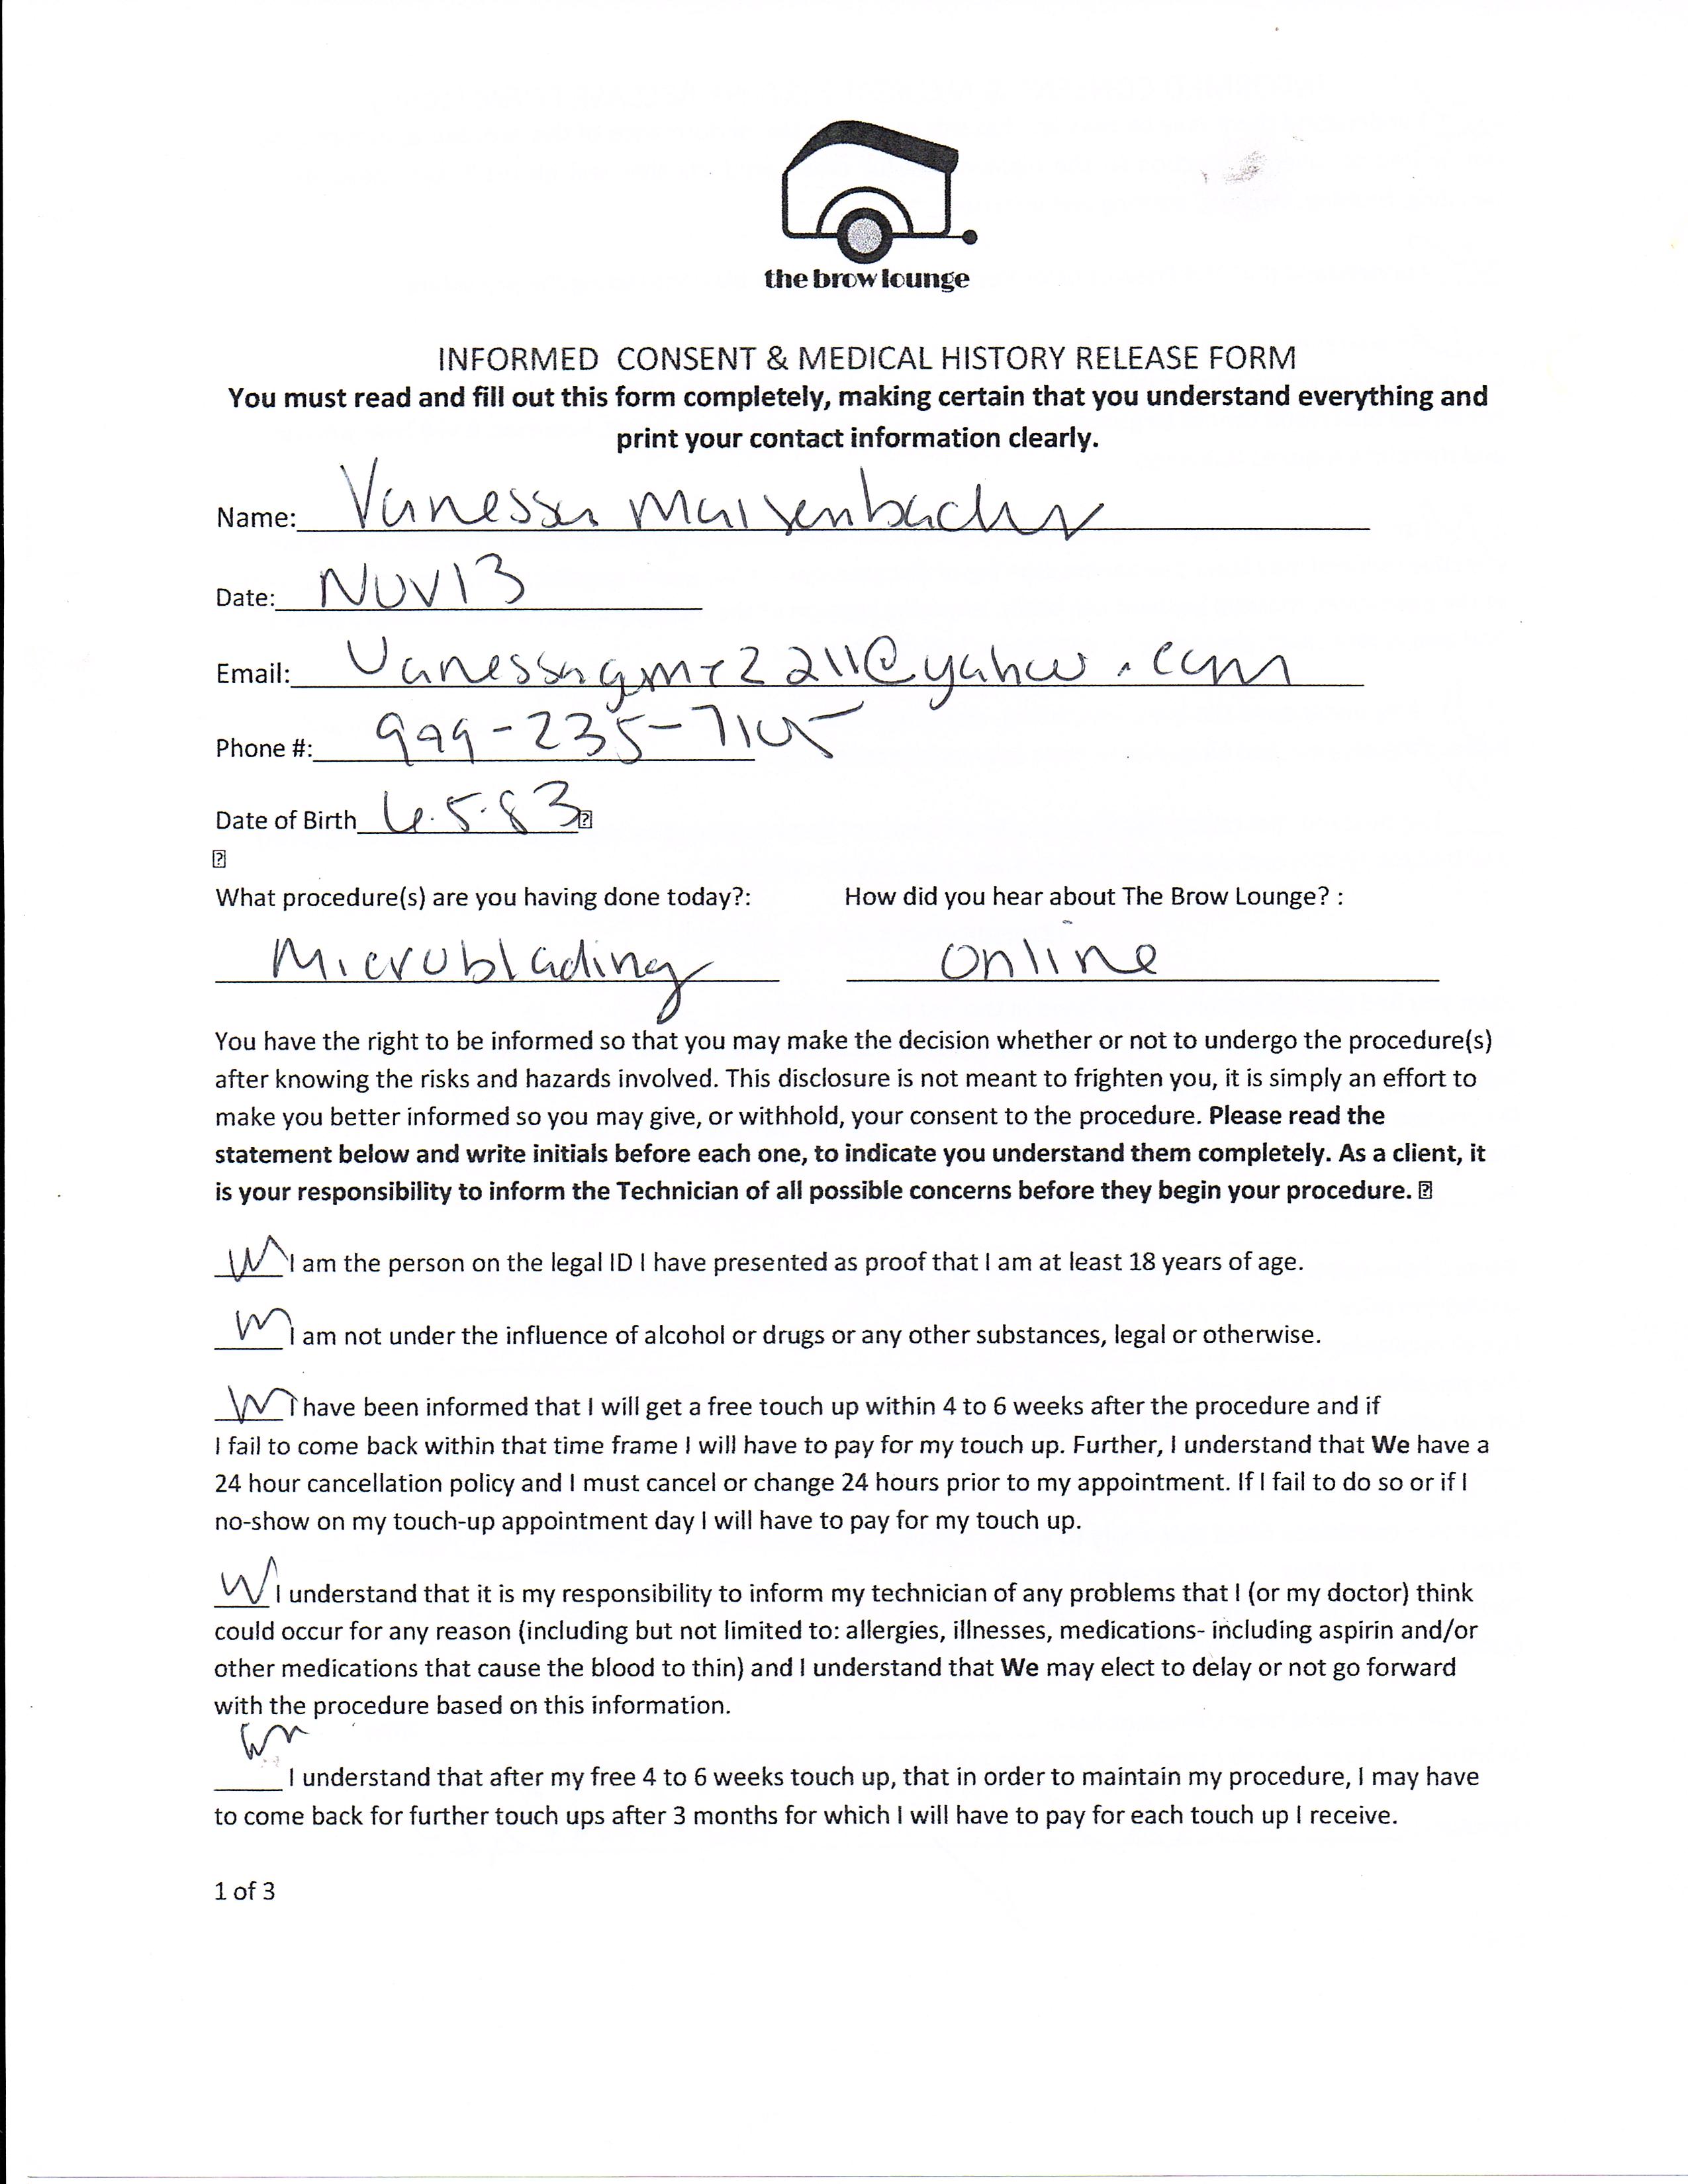 the brow lounge
INFORMED CONSENT & MEDICAL HISTORY RELEASE FORM
You must read and fill out this form completely, making certain that you understand everything and
print your contact information clearly.
Name: Vanessa
Date: NOV 13
Email:
Phone #: 999-235-7105
Date of Birth 6.5.83
What procedure(s) are you having done today?: How did you hear about The Brow Lounge? :
Microblading online
You have the right to be informed so that you may make the decision whether or not to undergo the procedure(s)
after knowing the risks and hazards involved. This disclosure is not meant to frighten you, it is simply an effort to
make you better informed so you may give, or withhold, your consent to the procedure. Please read the
statement below and write initials before each one, to indicate you understand them completely. As a client, it
is your responsibility to inform the Technician of all possible concerns before they begin your procedure.
I am the person on the legal ID I have presented as proof that I am at least 18 years of age.
I am not under the influence of alcohol or drugs or any other substances, legal or otherwise.
I have been informed that I will get a free touch up within 4 to 6 weeks after the procedure and if
I fail to come back within that time frame I will have to pay for my touch up. Further, I understand that We have a
24 hour cancellation policy and I must cancel or change 24 hours prior to my appointment. If I fail to do so or if I
no-show on my touch-up appointment day I will have to pay for my touch up.
I understand that it is my responsibility to inform my technician of any problems that I (or my doctor) think
could occur for any reason (including but not limited to: allergies, illnesses, medications- including aspirin and/or
other medications that cause the blood to thin) and I understand that We may elect to delay or not go forward
with the procedure based on this information.
I understand that after my free 4 to 6 weeks touch up, that in order to maintain my procedure, I may have
to come back for further touch ups after 3 months for which I will have to pay for each touch up I receive.
1 of 3